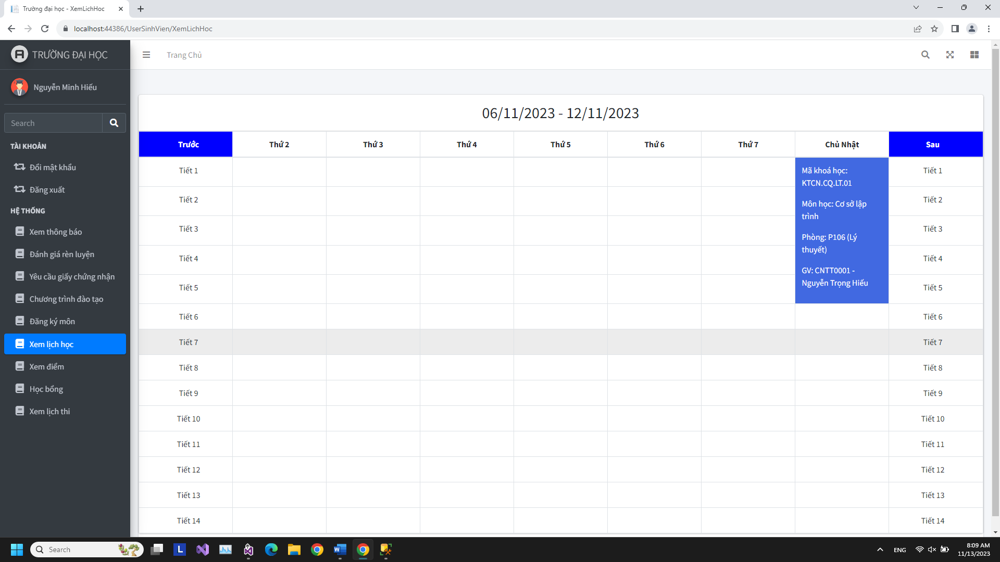 Trường đại học - XemLichHoc
localhost:44386/UserSinhVien/XemLichHoc
TRƯỜNG ĐẠI HỌC
Trang Chủ
Nguyễn Minh Hiếu
Search
TÀI KHOẢN
Đổi mật khẩu
Đăng xuất
HỆ THỐNG
Xem thông báo
Đánh giá rèn luyện
Yêu cầu giấy chứng nhận
Chương trình đào tạo
Đăng ký môn
Xem lịch học
Xem điểm
Học bổng
Xem lịch thi
06/11/2023 - 12/11/2023
Trước Thứ 2 Thứ 3 Thứ 4 Thứ 5 Thứ 6 Thứ 7 Chủ Nhật Sau
Tiết 1 Tiết 1
Tiết 2 Tiết 2
Tiết 3 Tiết 3
Tiết 4 Tiết 4
Tiết 5 Tiết 5
Mã khoá học:
KTCN.CQ.LT.01
Môn học: Cơ sở lập
trình
Phòng: P106 (Lý
thuyết)
GV: CNTT0001 -
Nguyễn Trọng Hiếu
Tiết 6 Tiết 6
Tiết 7 Tiết 7
Tiết 8 Tiết 8
Tiết 9 Tiết 9
Tiết 10 Tiết 10
Tiết 11 Tiết 11
Tiết 12 Tiết 12
Tiết 13 Tiết 13
Tiết 14 Tiết 14
Search
L
ENG
8:09 AM
11/13/2023